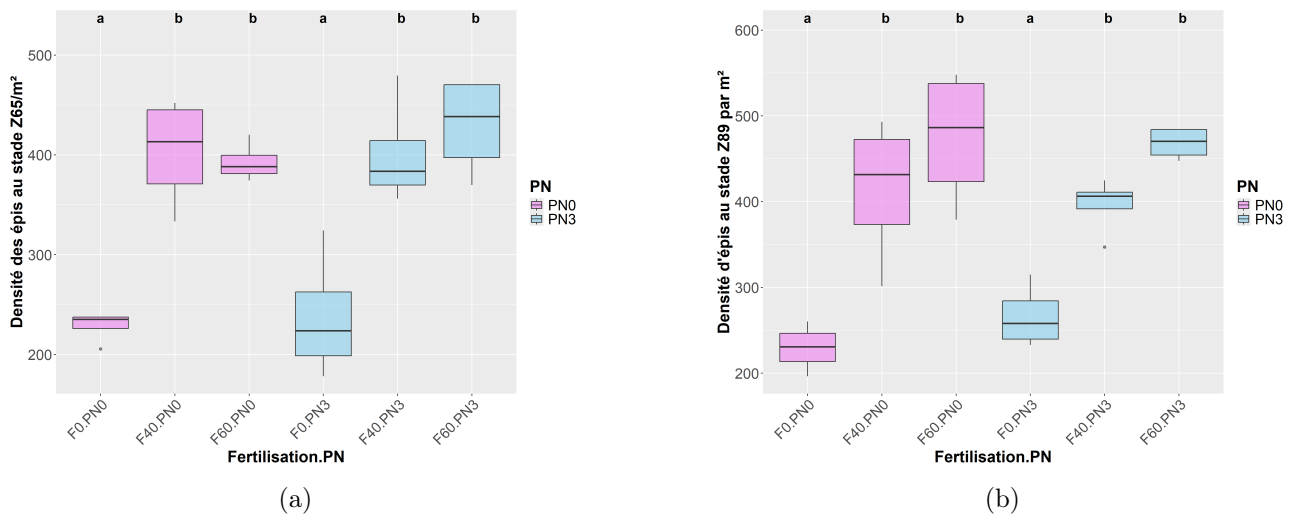 a b b a b b
Densité des épis au stade Z65/m²
500
400
300
200
F0.PN0 F40.PN0 F60.PN0 F0.PN3 F40.PN3 F60.PN3
Fertilisation.PN
PN
PN0
PN3
(a)
a b b a b b
Densité d'épis au stade Z89 par m²
600
500
400
300
200
F0.PN0 F40.PN0 F60.PN0 F0.PN3 F40.PN3 F60.PN3
Fertilisation.PN
PN
PN0
PN3
(b)